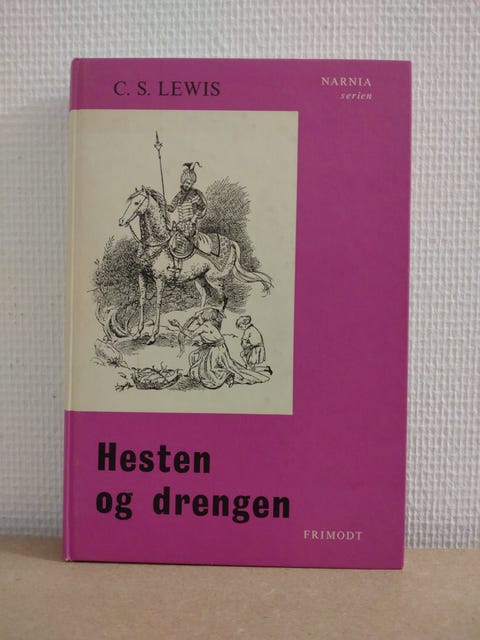 C. S. LEWIS
NARNIA
serien
Hesten
og drengen
FRIMODT